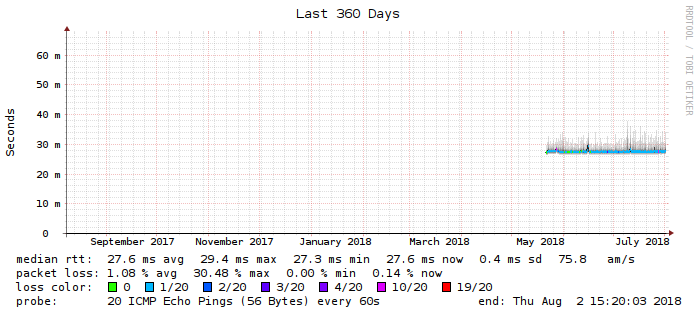 Last 360 Days
RRDTOOL / TOBI OETIKER
Seconds
60 m
50 m
40 m
30 m
20 m
10 m
0
September 2017 November 2017 January 2018 March 2018 May 2018 July 2018
median rtt: 27.6 ms avg 29.4 ms max 27.3 ms min 27.6 ms now 0.4 ms sd 75.8 am/s
packet loss: 1.08 % avg 30.48 % max 0.00 % min 0.14 % now
loss color: 0 1/20 2/20 3/20 4/20 10/20 19/20
probe: 20 ICMP Echo Pings (56 Bytes) every 60s end: Thu Aug 2 15:20:03 2018